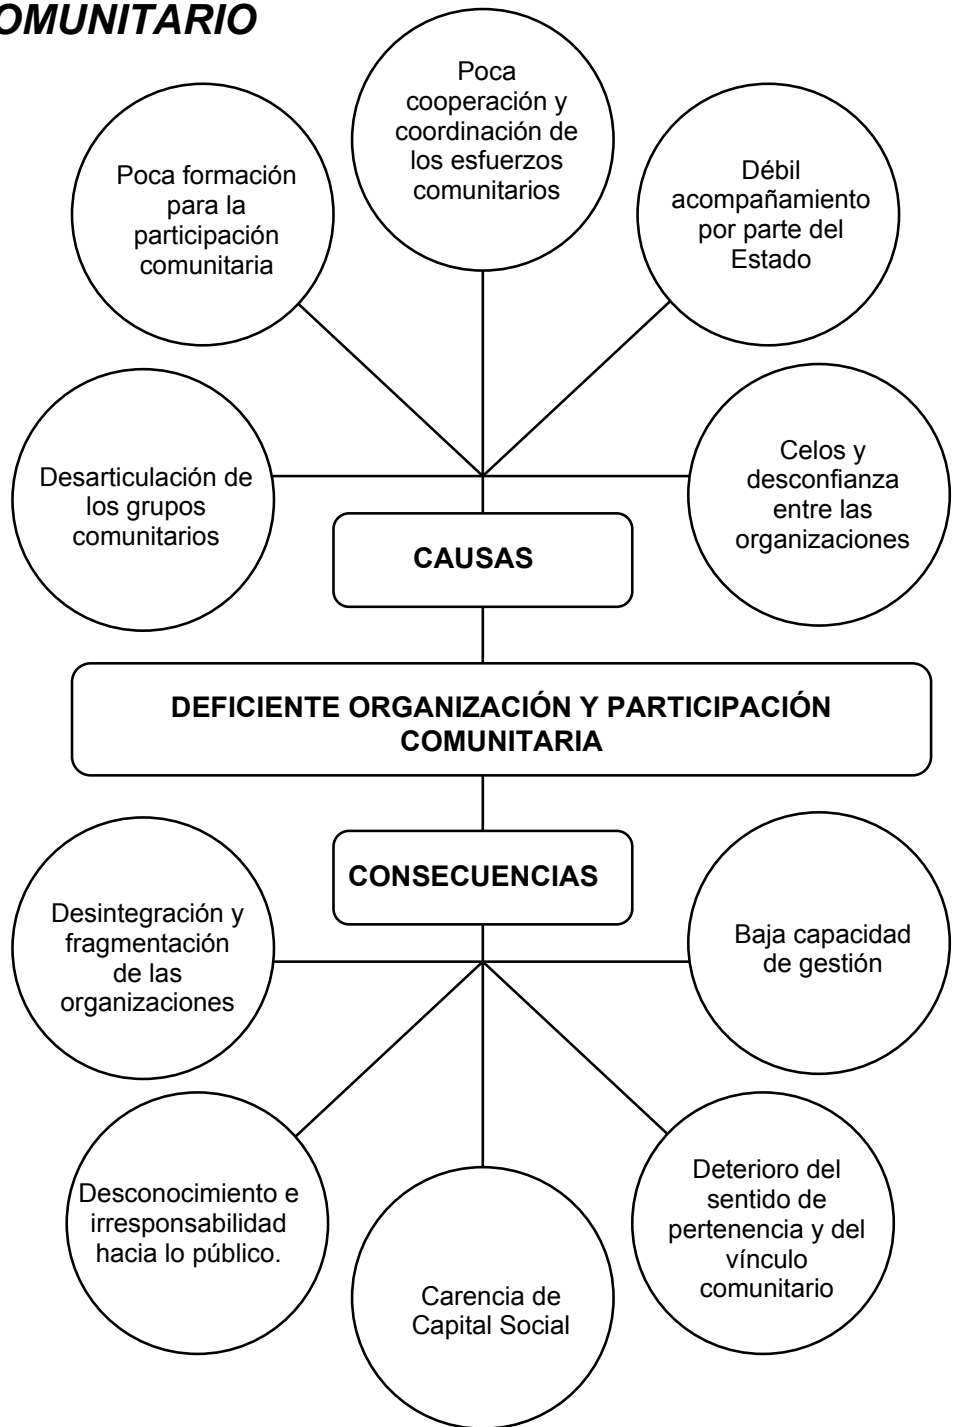 OMUNITARIO
Poca
cooperación y
coordinación de
los esfuerzos
comunitarios
Poca formación
para la
participación
comunitaria
Débil
acompañamiento
por parte del
Estado
Desarticulación de
los grupos
comunitarios
Celos y
desconfianza
entre las
organizaciones
CAUSAS
DEFICIENTE ORGANIZACIÓN Y PARTICIPACIÓN
COMUNITARIA
CONSECUENCIAS
Desintegración y
fragmentación
de las
organizaciones
Baja capacidad
de gestión
Desconocimiento e
irresponsabilidad
hacia lo público.
Carencia de
Capital Social
Deterioro del
sentido de
pertenencia y del
vínculo
comunitario